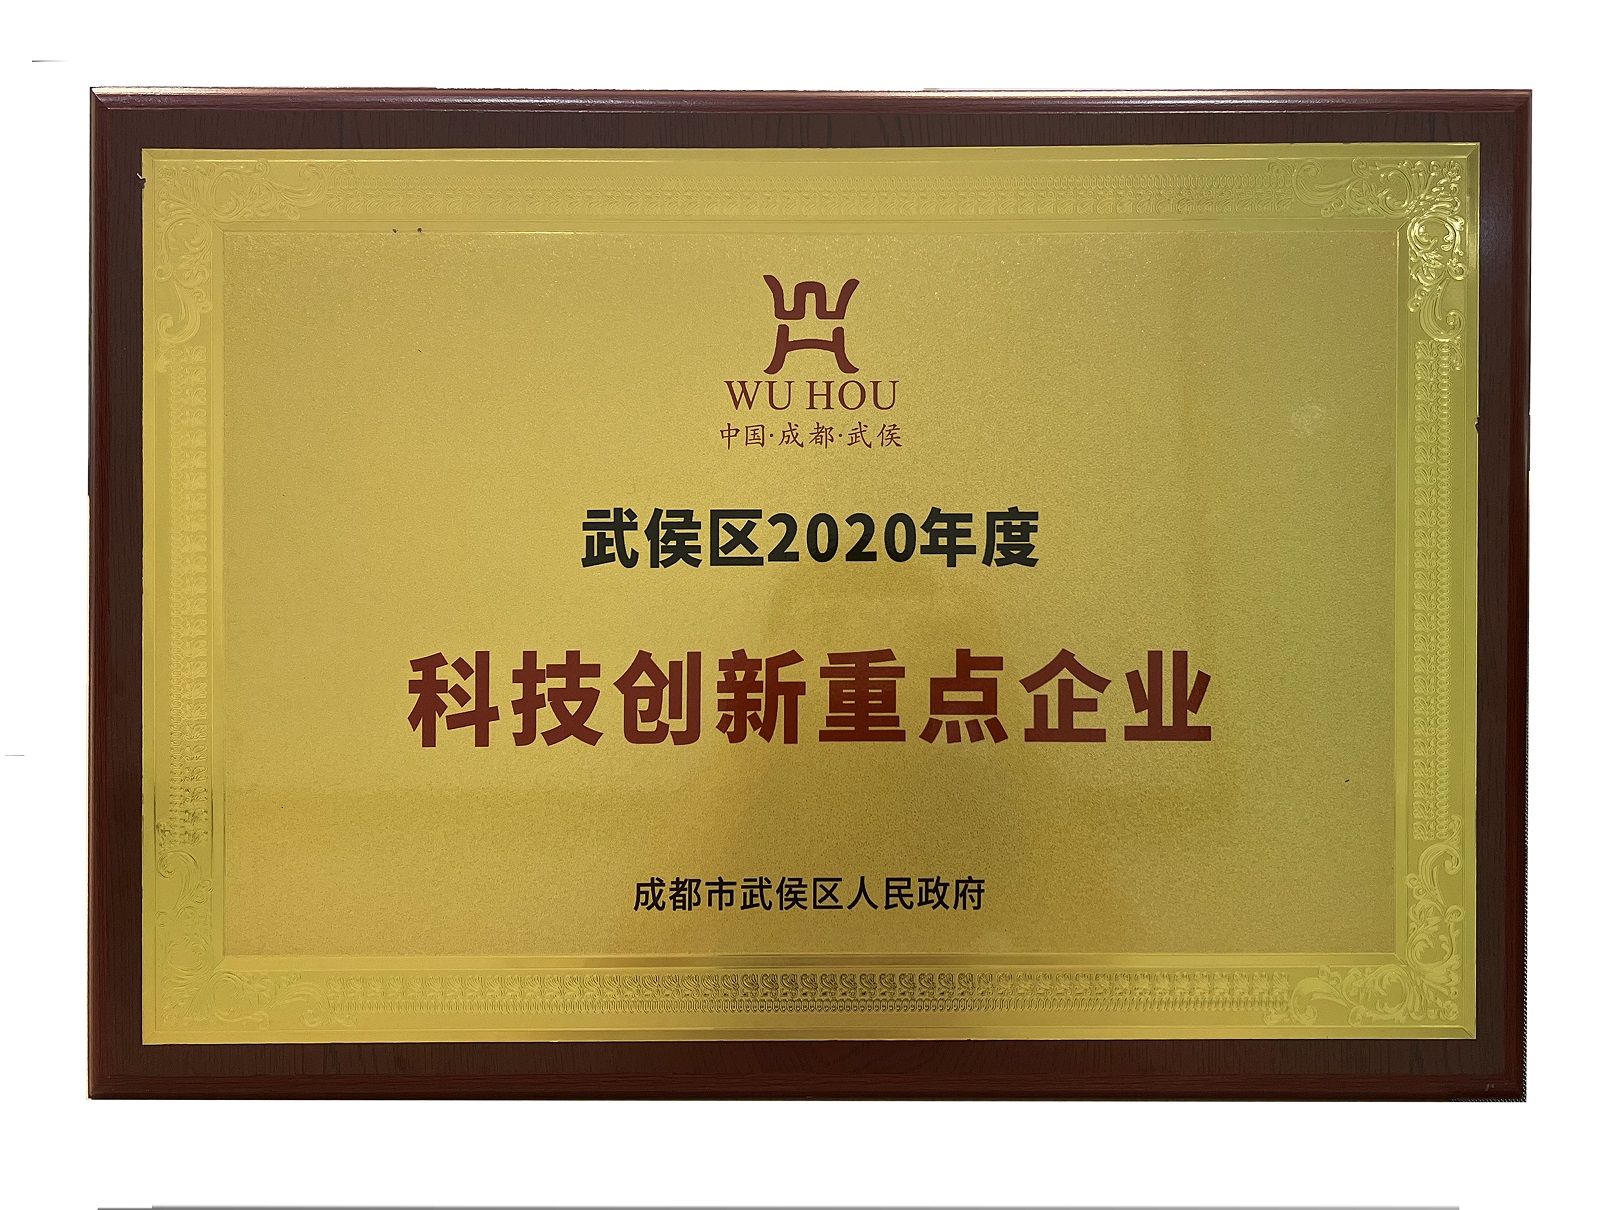 WU HOU
中国·成都·武侯
武侯区2020年度
科技创新重点企业
成都市武侯区人民政府